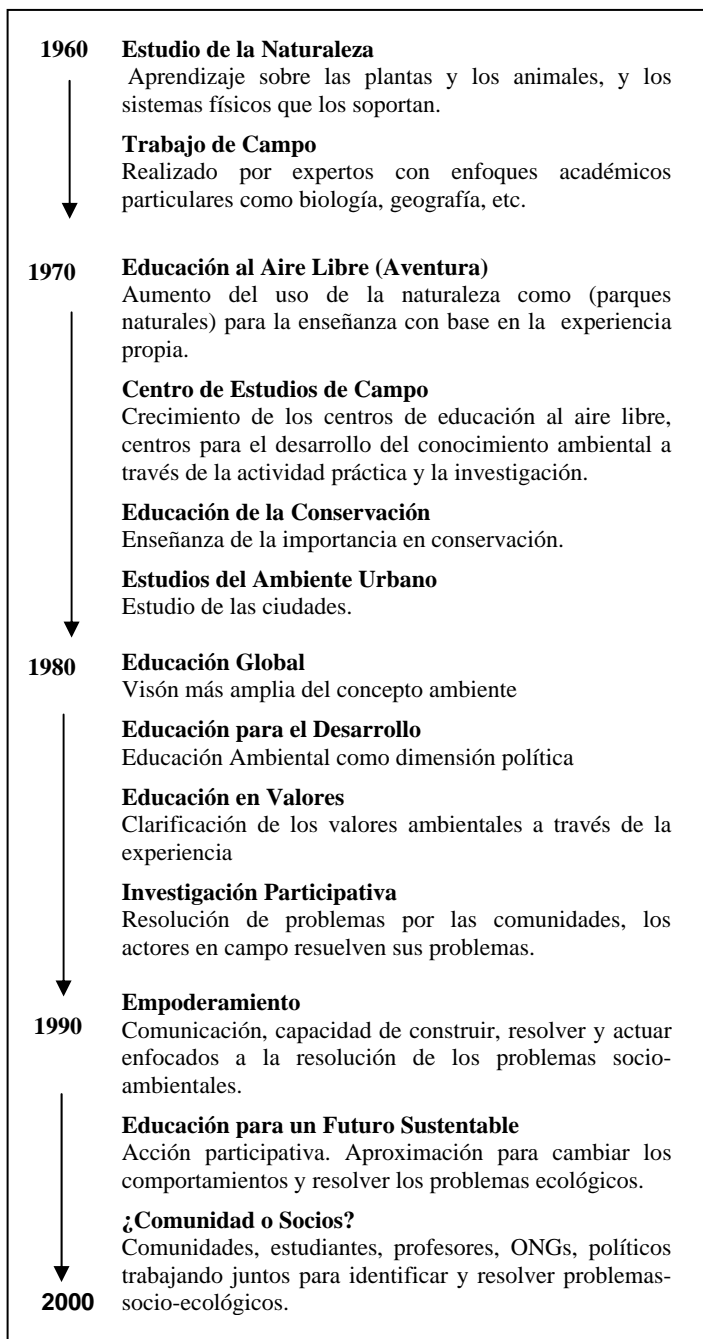 1960 Estudio de la Naturaleza
Aprendizaje sobre las plantas y los animales, y los
sistemas físicos que los soportan.
Trabajo de Campo
Realizado por expertos con enfoques académicos
particulares como biología, geografía, etc.
1970 Educación al Aire Libre (Aventura)
Aumento del uso de la naturaleza como (parques
naturales) para la enseñanza con base en la experiencia
propia.
Centro de Estudios de Campo
Crecimiento de los centros de educación al aire libre,
centros para el desarrollo del conocimiento ambiental a
través de la actividad práctica y la investigación.
Educación de la Conservación
Enseñanza de la importancia en conservación.
Estudios del Ambiente Urbano
Estudio de las ciudades.
1980 Educación Global
Visón más amplia del concepto ambiente
Educación para el Desarrollo
Educación Ambiental como dimensión política
Educación en Valores
Clarificación de los valores ambientales a través de la
experiencia
Investigación Participativa
Resolución de problemas por las comunidades, los
actores en campo resuelven sus problemas.
Empoderamiento
1990 Comunicación, capacidad de construir, resolver y actuar
enfocados a la resolución de los problemas socio-
ambientales.
Educación para un Futuro Sustentable
Acción participativa. Aproximación para cambiar los
comportamientos y resolver los problemas ecológicos.
¿Comunidad o Socios?
Comunidades, estudiantes, profesores, ONGs, políticos
trabajando juntos para identificar y resolver problemas-
2000 socio-ecológicos.